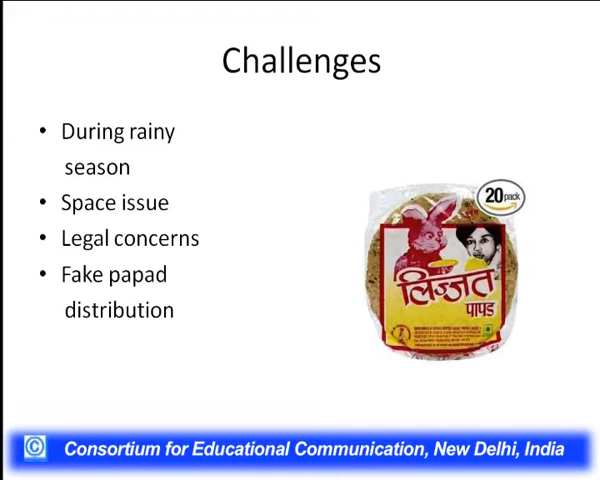 Challenges
• During rainy
season
• Space issue
• Legal concerns
• Fake papad
distribution
20 pack
लिज्जत
पापड
© Consortium for Educational Communication, New Delhi, India